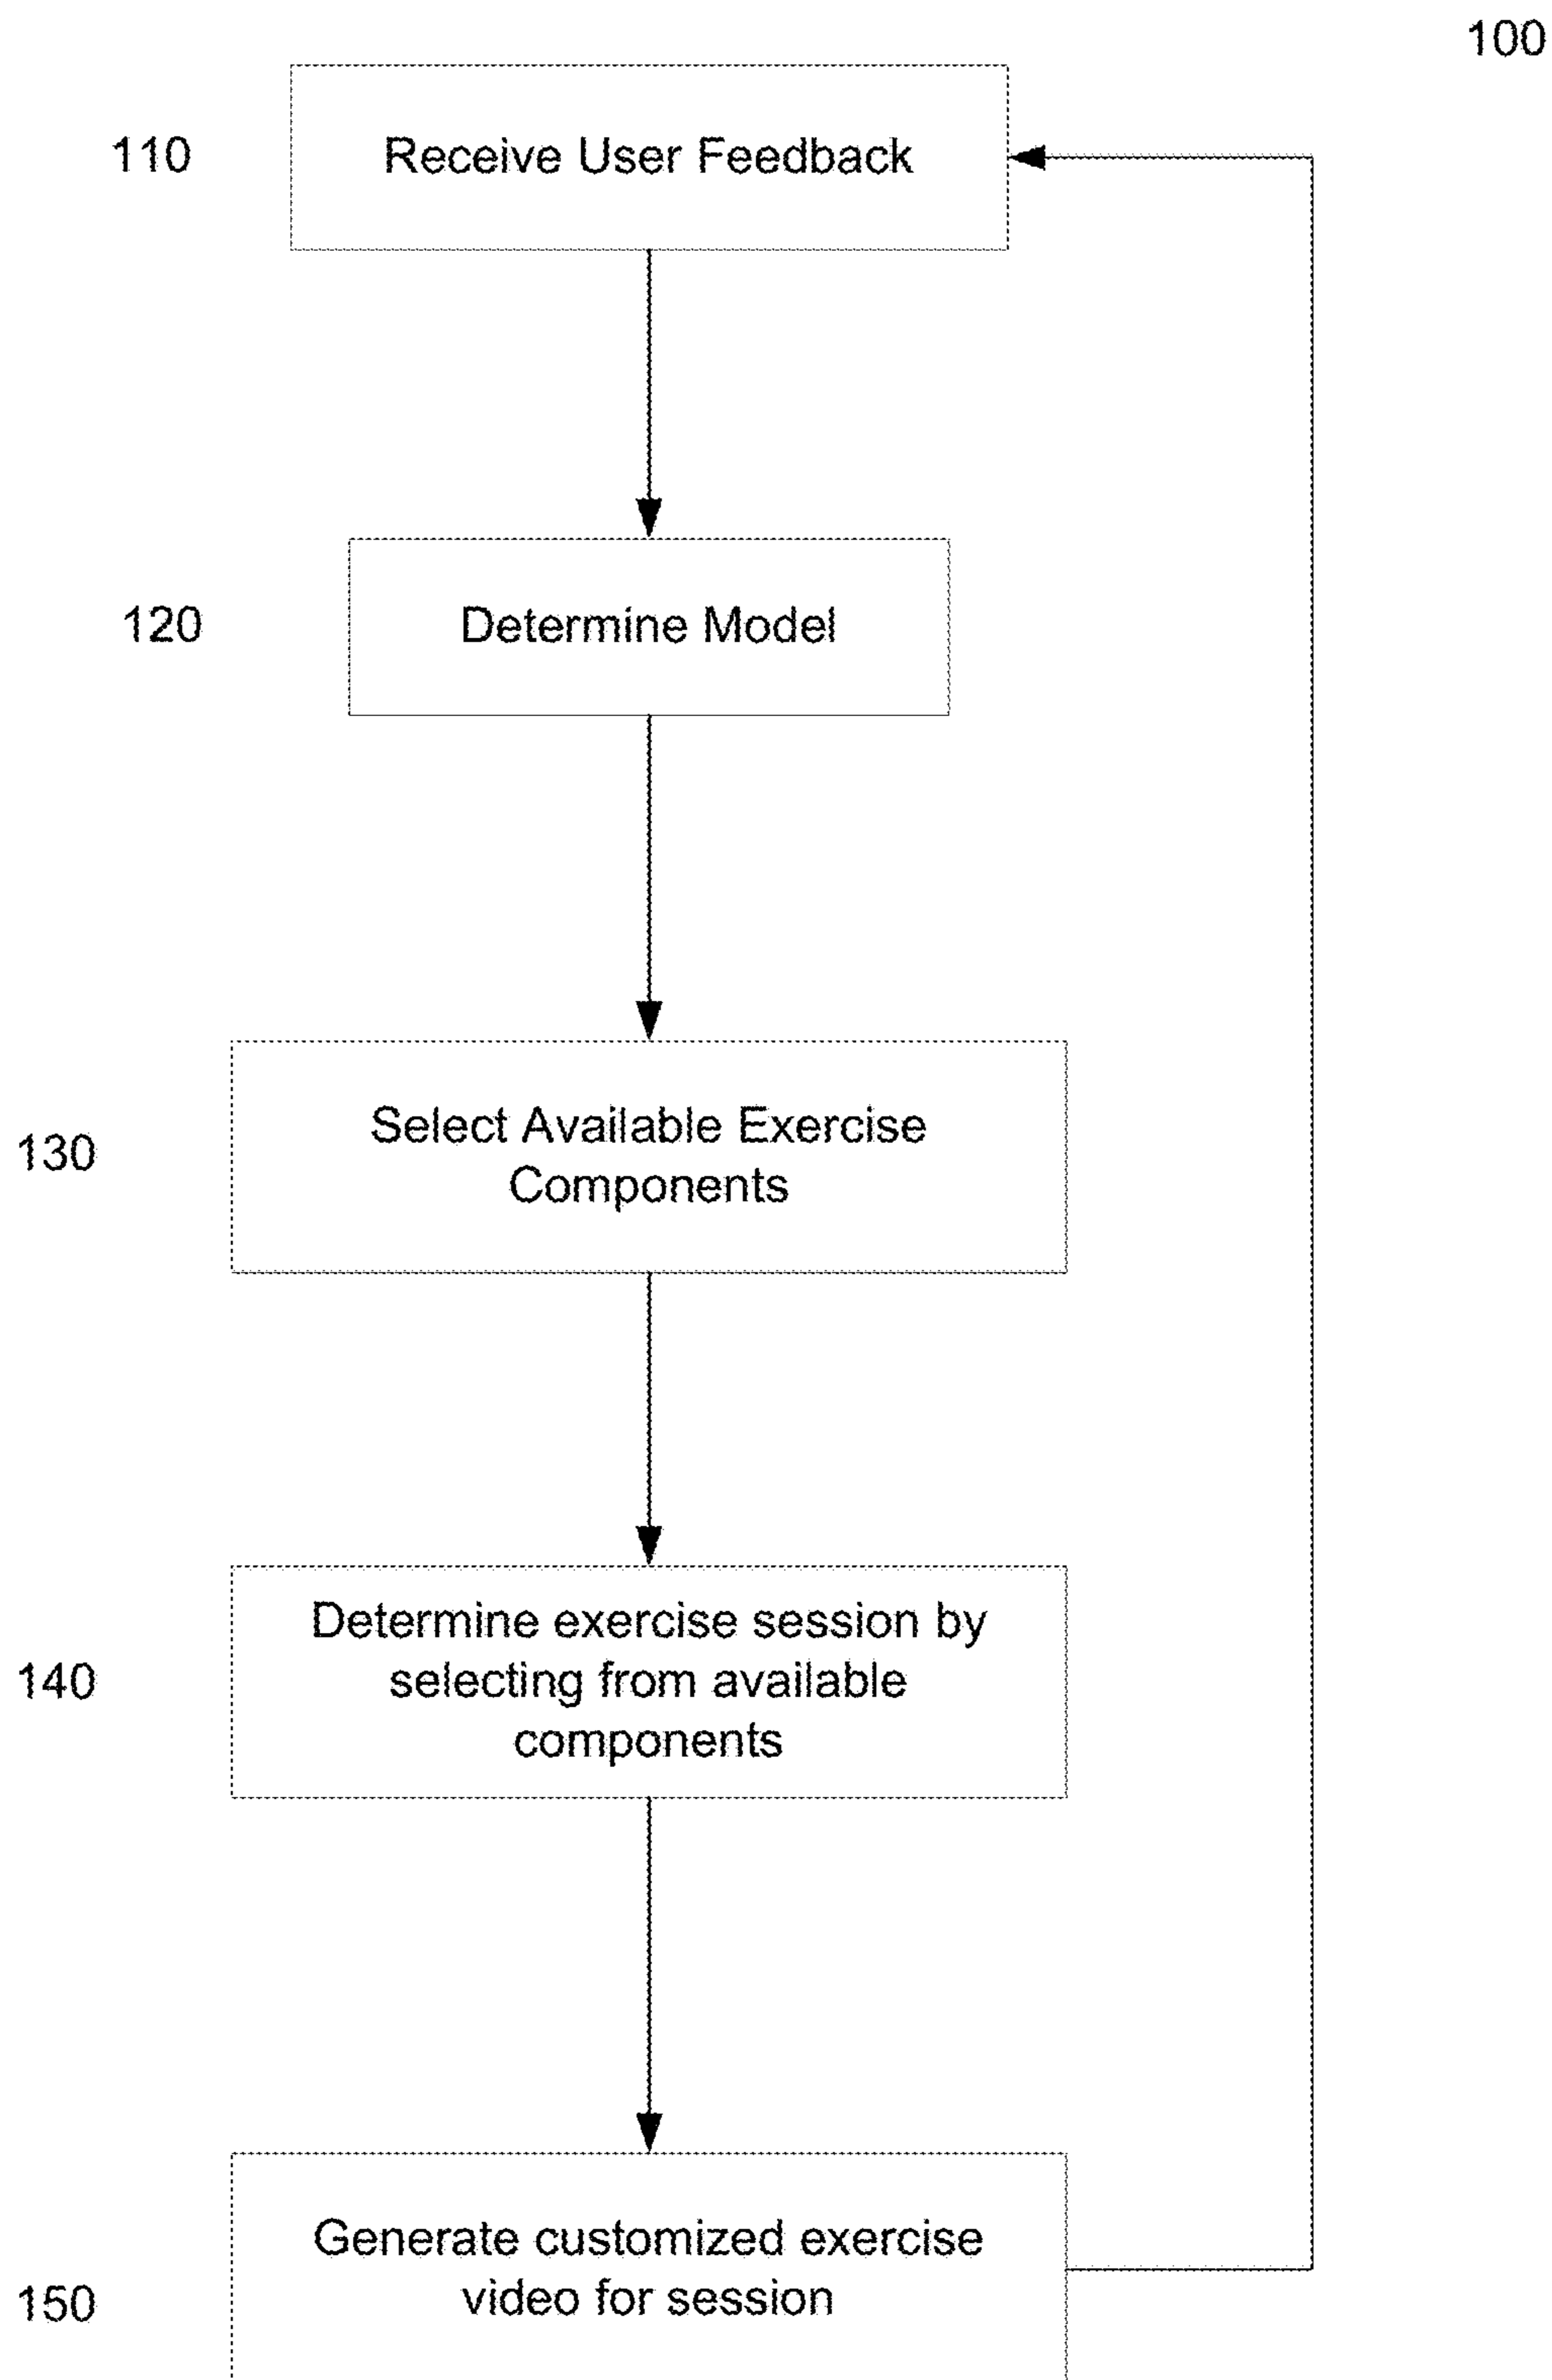 100
110
Receive User Feedback
120
Determine Model
130
Select Available Exercise
Components
140
Determine exercise session by
selecting from available
components
150
Generate customized exercise
video for session